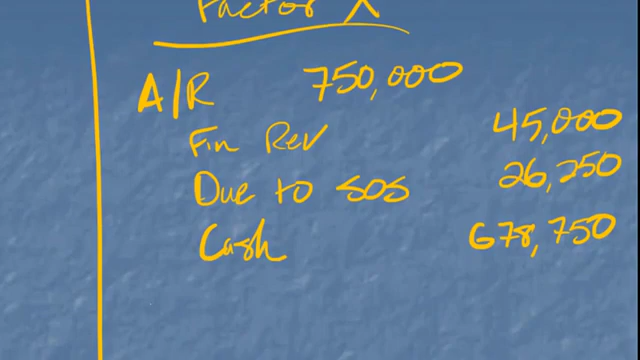 Factor X
A/R 750,000
Fin Rev 45,000
Due to SOS 26,250
Cash 678,750